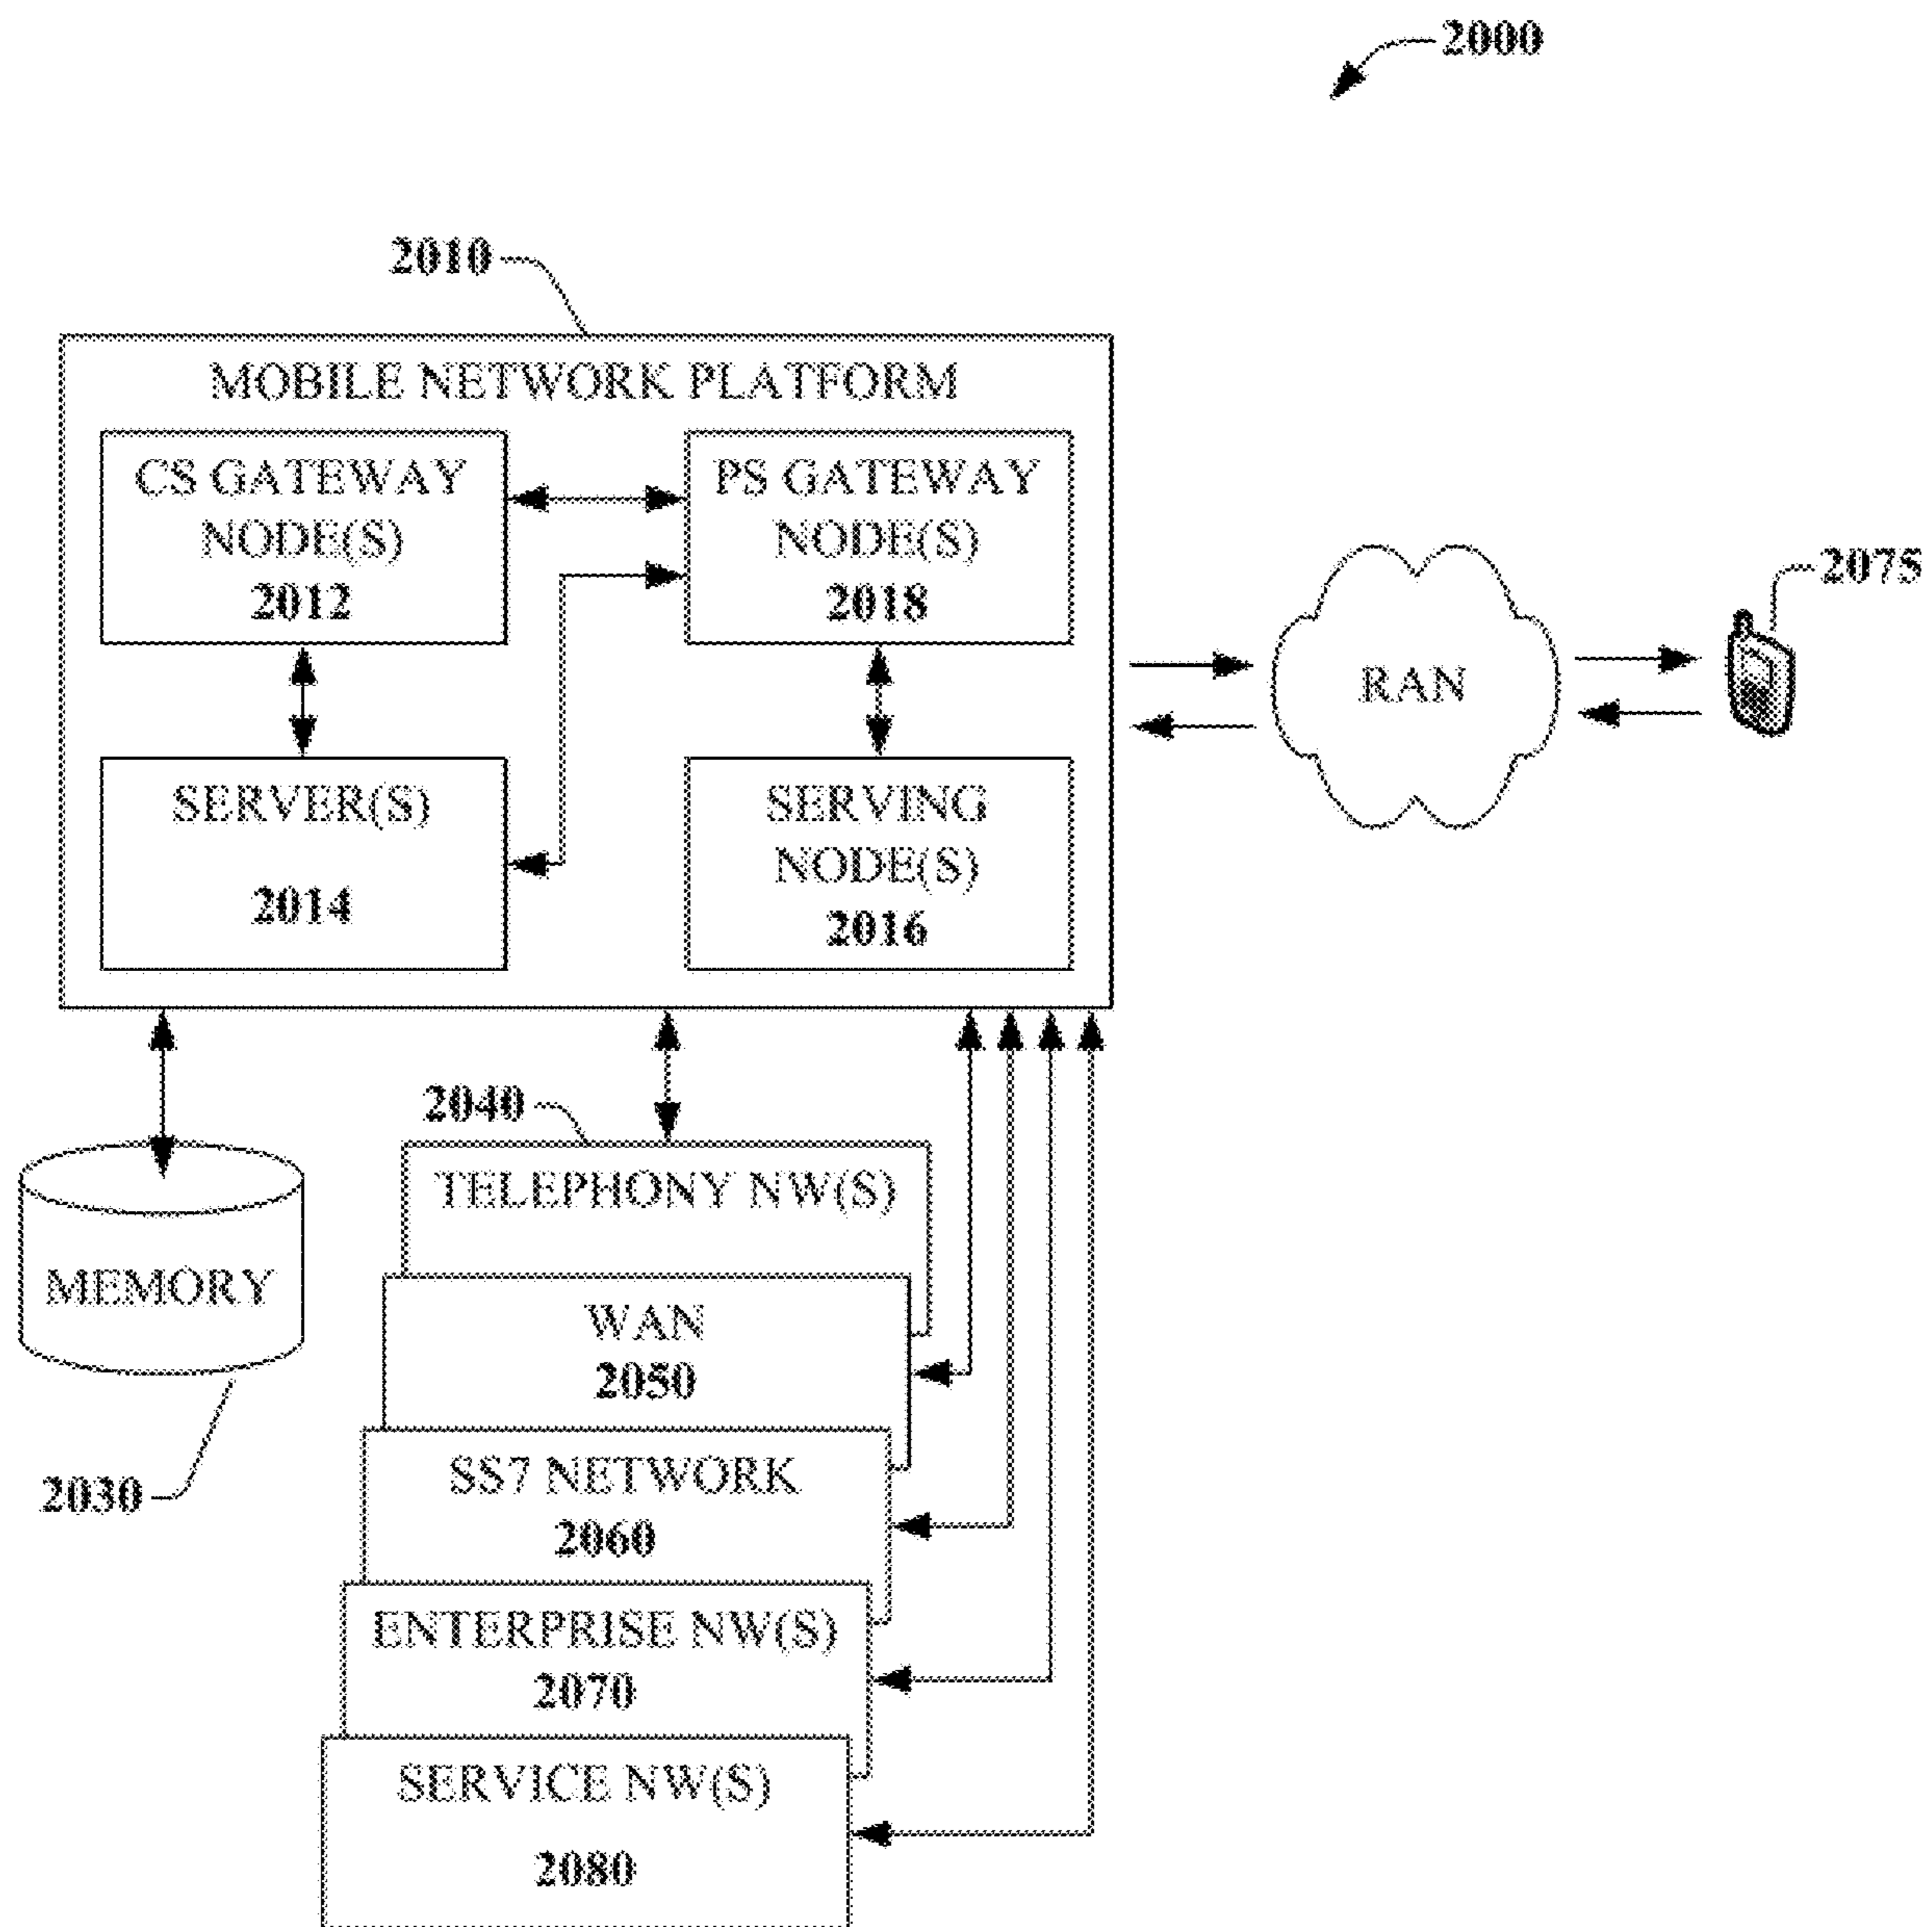 2000
2010
MOBILE NETWORK PLATFORM
CS GATEWAY
NODE(S)
2012
PS GATEWAY
NODE(S)
2018
SERVER(S)
2014
SERVING
NODE(S)
2016
RAN
2075
2040
TELEPHONY NW(S)
MEMORY
2030
WAN
2050
SS7 NETWORK
2060
ENTERPRISE NW(S)
2070
SERVICE NW(S)
2080